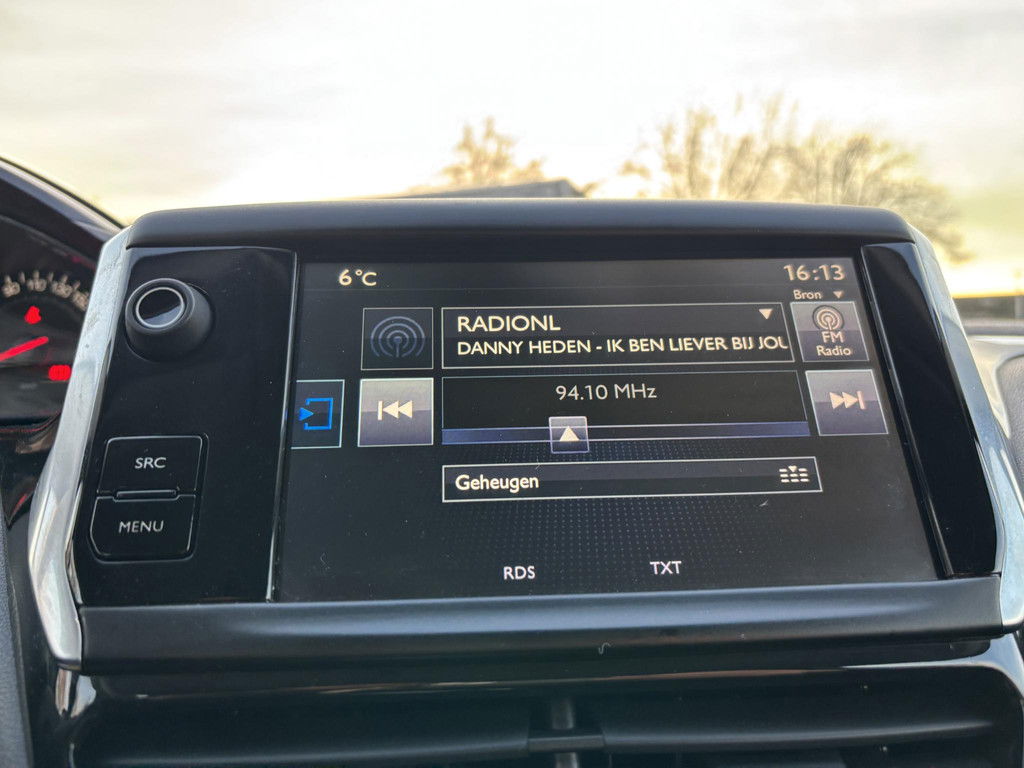 6°C
16:13
Bron
RADIONL
DANNY HEDEN - IK BEN LIEVER BIJ JOU
FM
Radio
94.10 MHz
SRC
Geheugen
MENU
RDS
TXT